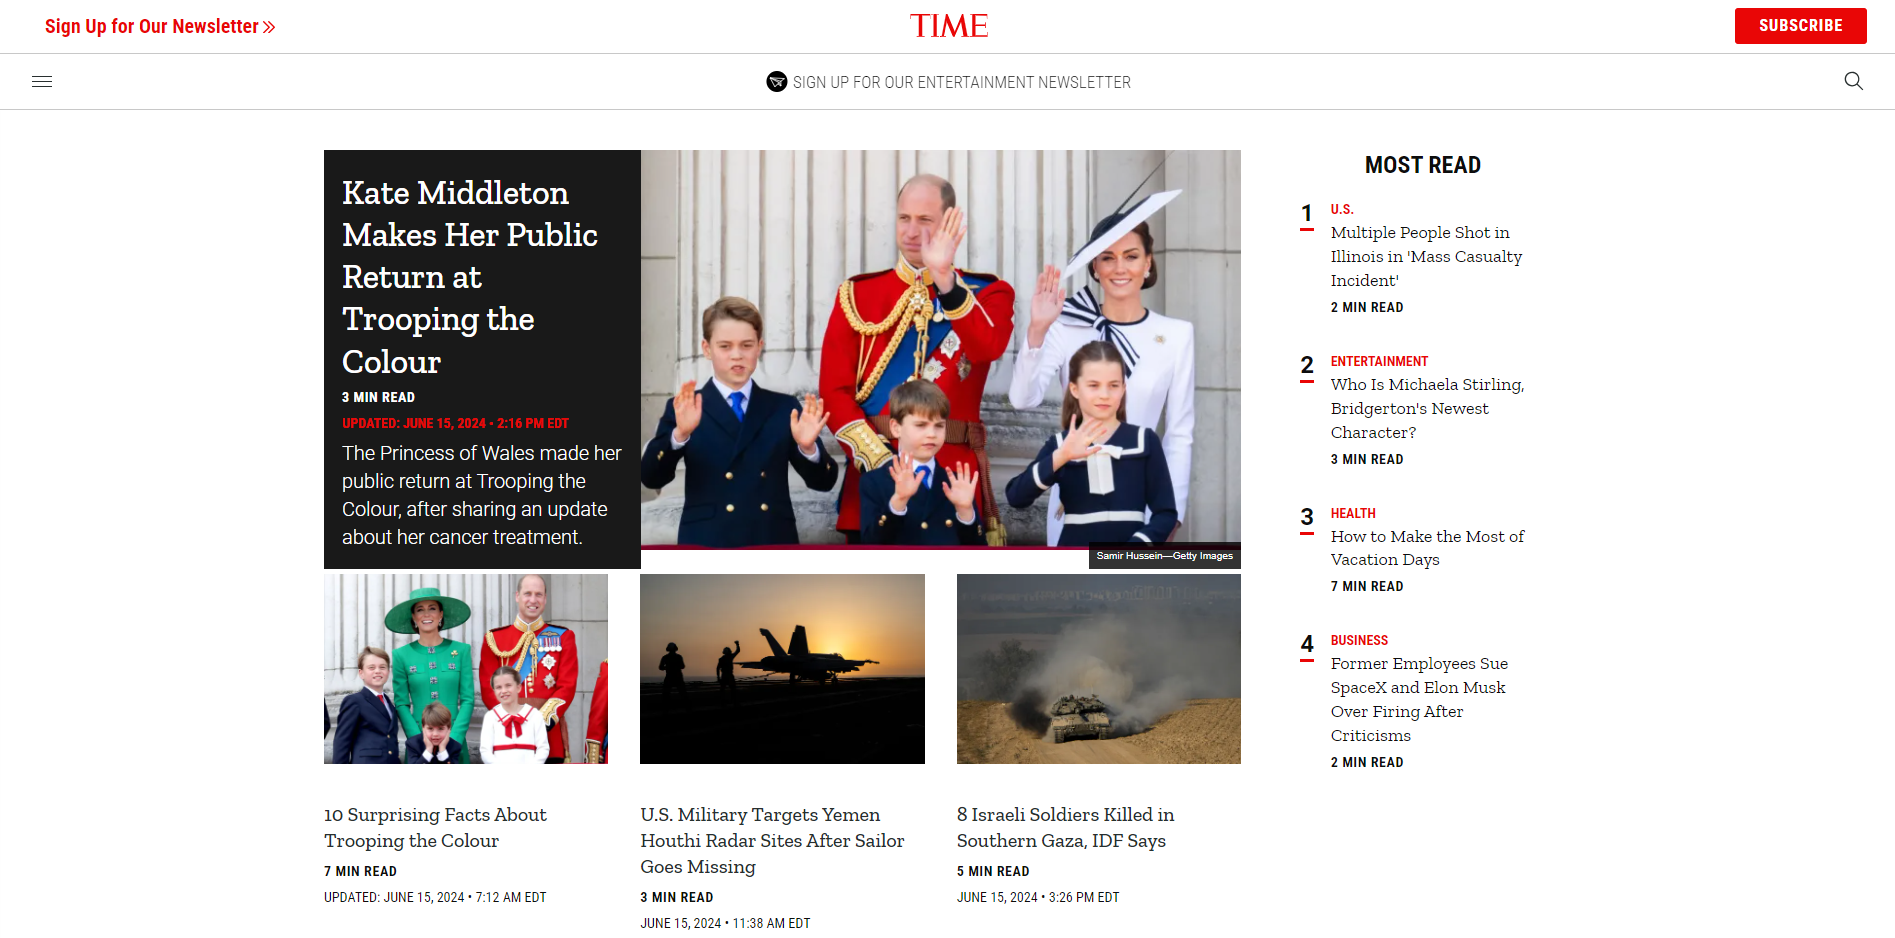 Sign Up for Our Newsletter
TIME
SUBSCRIBE
SIGN UP FOR OUR ENTERTAINMENT NEWSLETTER
Kate Middleton
Makes Her Public
Return at
Trooping the
Colour
3 MIN READ
UPDATED: JUNE 15, 2024 • 2:16 PM EDT
The Princess of Wales made her
public return at Trooping the
Colour, after sharing an update
about her cancer treatment.
Samir Hussein—Getty Images
10 Surprising Facts About
Trooping the Colour
7 MIN READ
UPDATED: JUNE 15, 2024 • 7:12 AM EDT
U.S. Military Targets Yemen
Houthi Radar Sites After Sailor
Goes Missing
3 MIN READ
JUNE 15, 2024 • 11:38 AM EDT
8 Israeli Soldiers Killed in
Southern Gaza, IDF Says
5 MIN READ
JUNE 15, 2024 • 3:26 PM EDT
MOST READ
1
U.S.
Multiple People Shot in
Illinois in 'Mass Casualty
Incident'
2 MIN READ
2
ENTERTAINMENT
Who Is Michaela Stirling,
Bridgerton's Newest
Character?
3 MIN READ
3
HEALTH
How to Make the Most of
Vacation Days
7 MIN READ
4
BUSINESS
Former Employees Sue
SpaceX and Elon Musk
Over Firing After
Criticisms
2 MIN READ